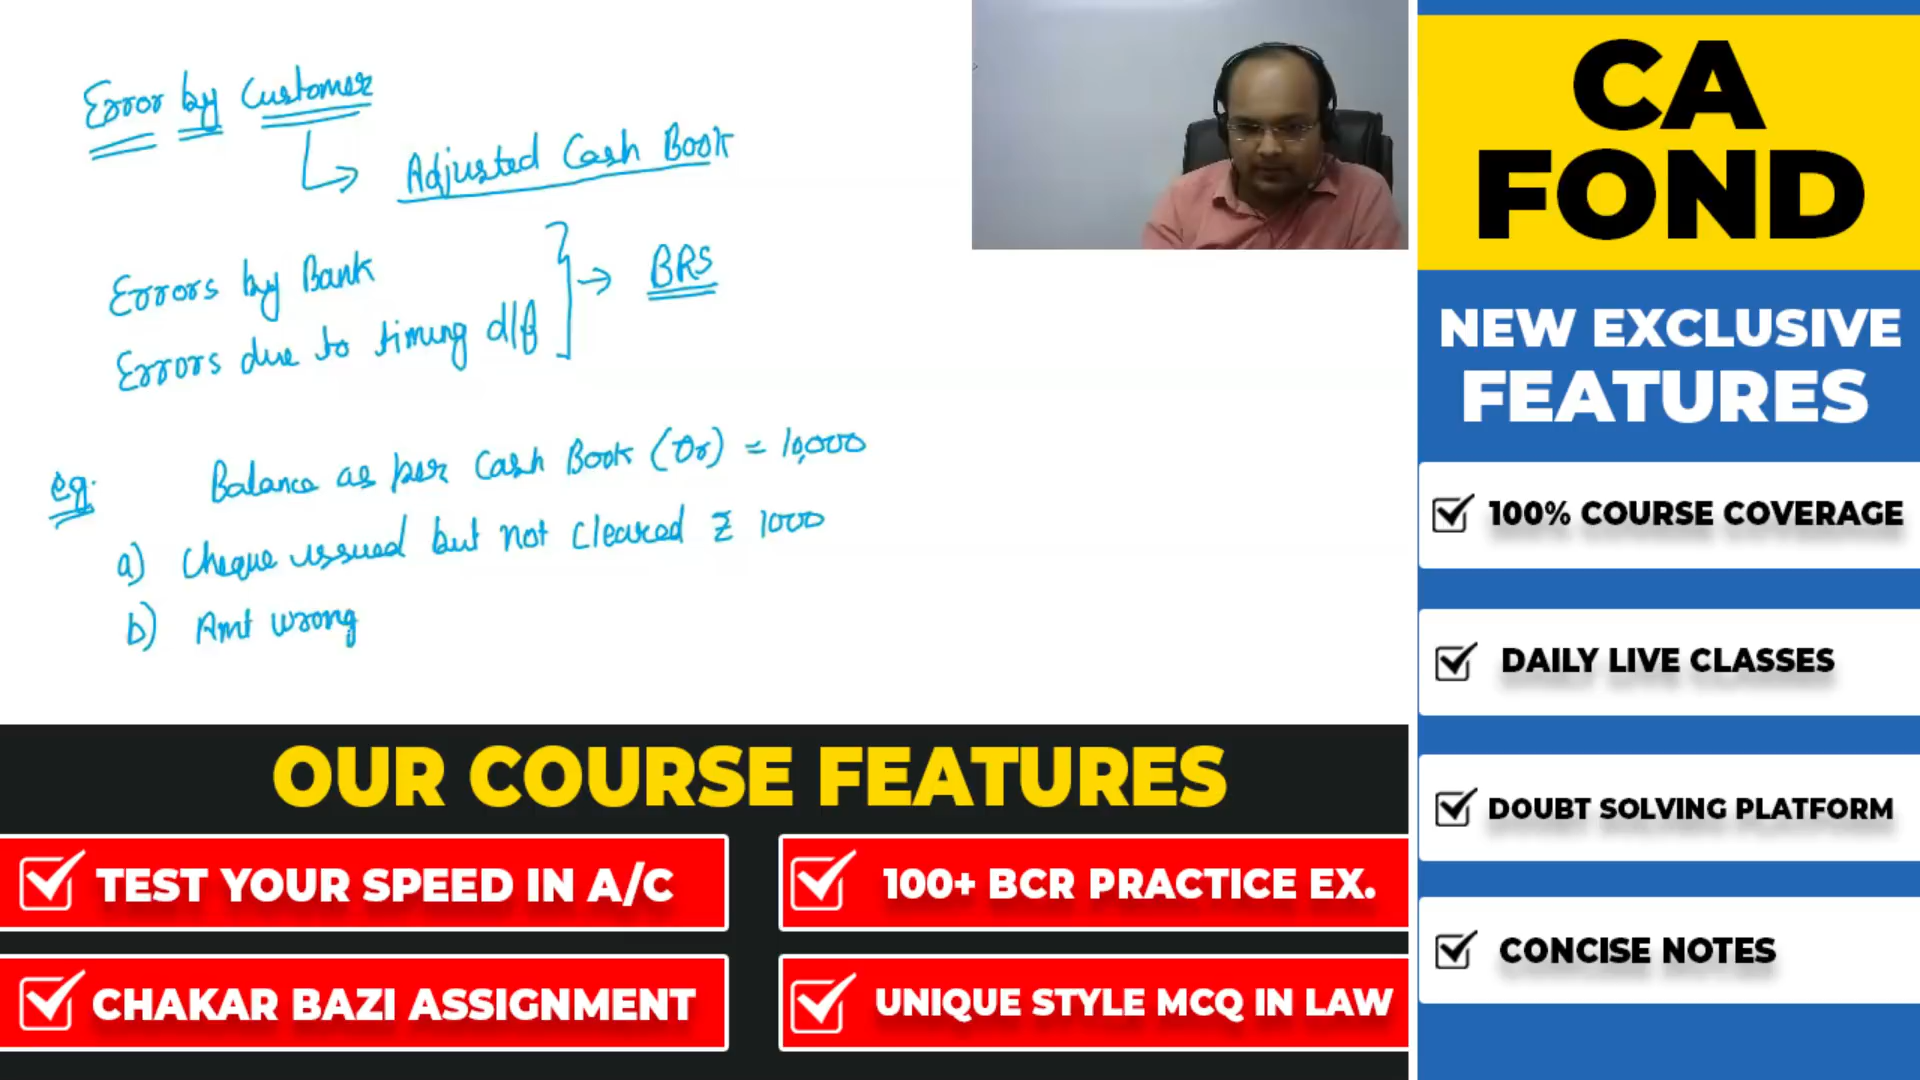 Error by Customer
Adjusted Cash Book
Errors by Bank
Errors due to timing diff
BRS
eg. Balance as per Cash Book (Dr) = 10,000
a) Cheque issued but not cleared ₹ 1000
b) Amt wrong
CA
FOND
NEW EXCLUSIVE
FEATURES
100% COURSE COVERAGE
DAILY LIVE CLASSES
DOUBT SOLVING PLATFORM
CONCISE NOTES
OUR COURSE FEATURES
TEST YOUR SPEED IN A/C
100+ BCR PRACTICE EX.
CHAKAR BAZI ASSIGNMENT
UNIQUE STYLE MCQ IN LAW